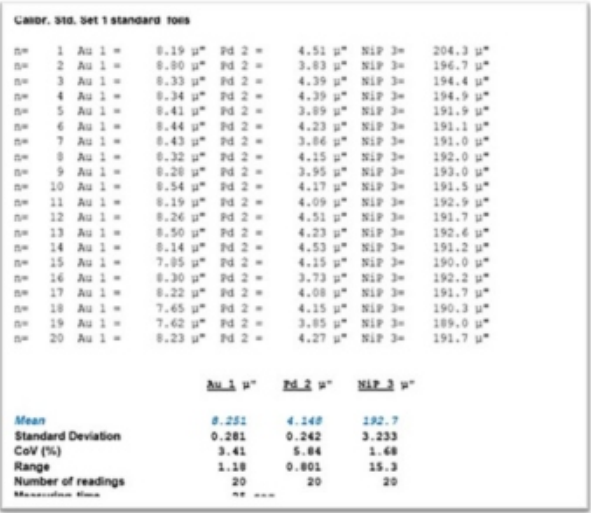 Calibr. Std. Set 1 standard foils
n= 1 Au 1 = 8.19 µ" Pd 2 = 4.51 µ" NiP 3= 204.3 µ"
n= 2 Au 1 = 8.80 µ" Pd 2 = 3.83 µ" NiP 3= 196.7 µ"
n= 3 Au 1 = 8.33 µ" Pd 2 = 4.39 µ" NiP 3= 194.4 µ"
n= 4 Au 1 = 8.34 µ" Pd 2 = 4.39 µ" NiP 3= 194.9 µ"
n= 5 Au 1 = 8.41 µ" Pd 2 = 3.89 µ" NiP 3= 191.9 µ"
n= 6 Au 1 = 8.44 µ" Pd 2 = 4.23 µ" NiP 3= 191.1 µ"
n= 7 Au 1 = 8.43 µ" Pd 2 = 3.86 µ" NiP 3= 191.0 µ"
n= 8 Au 1 = 8.32 µ" Pd 2 = 4.15 µ" NiP 3= 192.0 µ"
n= 9 Au 1 = 8.28 µ" Pd 2 = 3.95 µ" NiP 3= 193.0 µ"
n= 10 Au 1 = 8.54 µ" Pd 2 = 4.17 µ" NiP 3= 191.5 µ"
n= 11 Au 1 = 8.19 µ" Pd 2 = 4.09 µ" NiP 3= 192.9 µ"
n= 12 Au 1 = 8.26 µ" Pd 2 = 4.51 µ" NiP 3= 191.7 µ"
n= 13 Au 1 = 8.50 µ" Pd 2 = 4.23 µ" NiP 3= 192.6 µ"
n= 14 Au 1 = 8.14 µ" Pd 2 = 4.53 µ" NiP 3= 191.2 µ"
n= 15 Au 1 = 7.85 µ" Pd 2 = 4.15 µ" NiP 3= 190.0 µ"
n= 16 Au 1 = 8.30 µ" Pd 2 = 3.73 µ" NiP 3= 192.2 µ"
n= 17 Au 1 = 8.22 µ" Pd 2 = 4.08 µ" NiP 3= 191.7 µ"
n= 18 Au 1 = 7.65 µ" Pd 2 = 4.15 µ" NiP 3= 190.3 µ"
n= 19 Au 1 = 7.62 µ" Pd 2 = 3.85 µ" NiP 3= 189.0 µ"
n= 20 Au 1 = 8.23 µ" Pd 2 = 4.27 µ" NiP 3= 191.7 µ"
Au 1 µ" Pd 2 µ" NiP 3 µ"
Mean 8.251 4.148 192.7
Standard Deviation 0.281 0.242 3.233
CoV (%) 3.41 5.84 1.68
Range 1.18 0.801 15.3
Number of readings 20 20 20
Measuring time